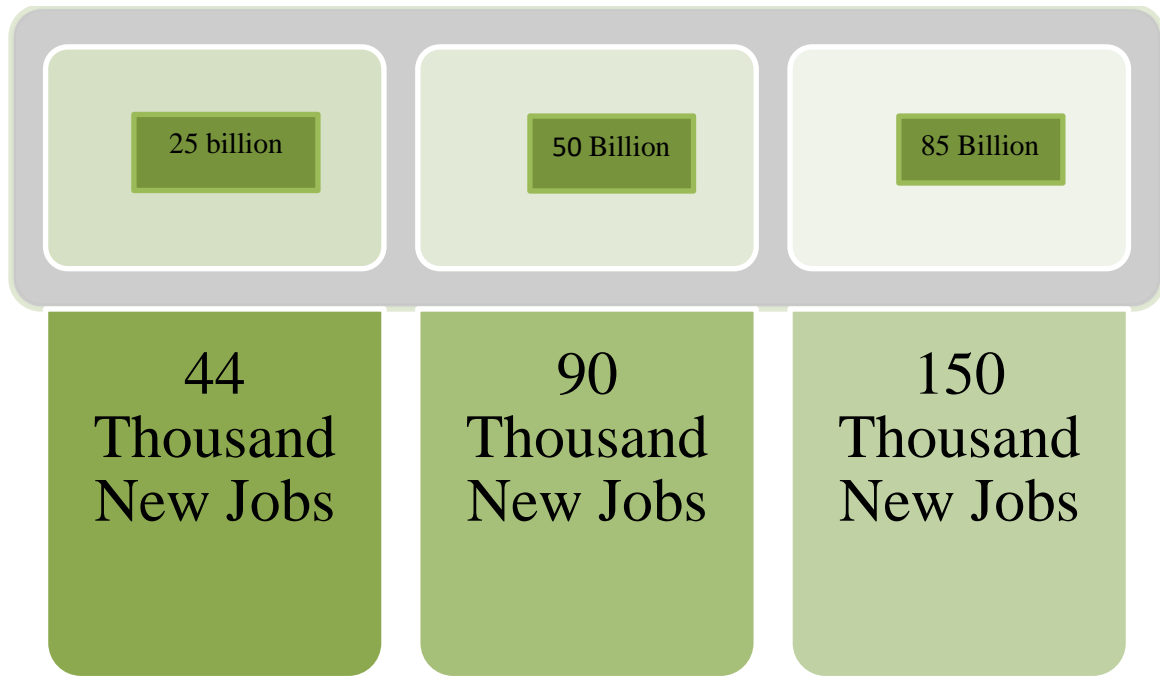 25 billion
50 Billion
85 Billion
44
Thousand
New Jobs
90
Thousand
New Jobs
150
Thousand
New Jobs